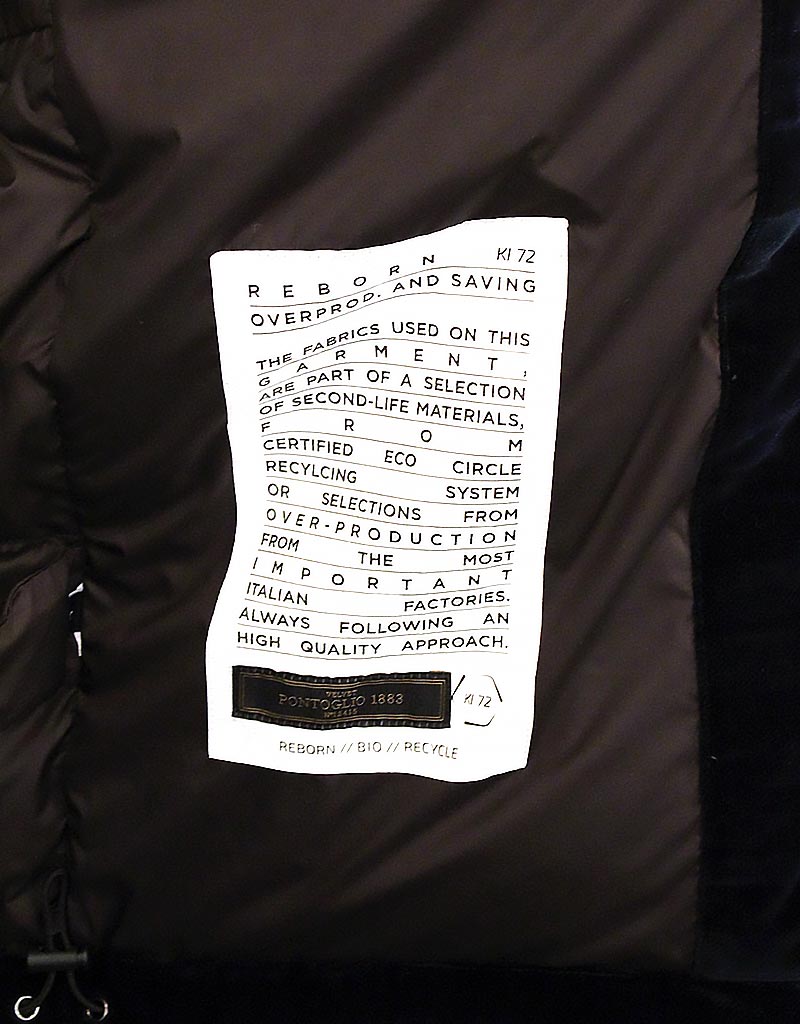 REBORN KI 72
OVERPROD. AND SAVING
THE FABRICS USED ON THIS
GARMENT,
ARE PART OF A SELECTION
OF SECOND-LIFE MATERIALS,
FROM
CERTIFIED ECO CIRCLE
RECYLCING SYSTEM
OR SELECTIONS FROM
OVER-PRODUCTION
FROM THE MOST
IMPORTANT
ITALIAN FACTORIES.
ALWAYS FOLLOWING AN
HIGH QUALITY APPROACH.
VELVET
PONTOGLIO 1883
KI 72
REBORN // BIO // RECYCLE